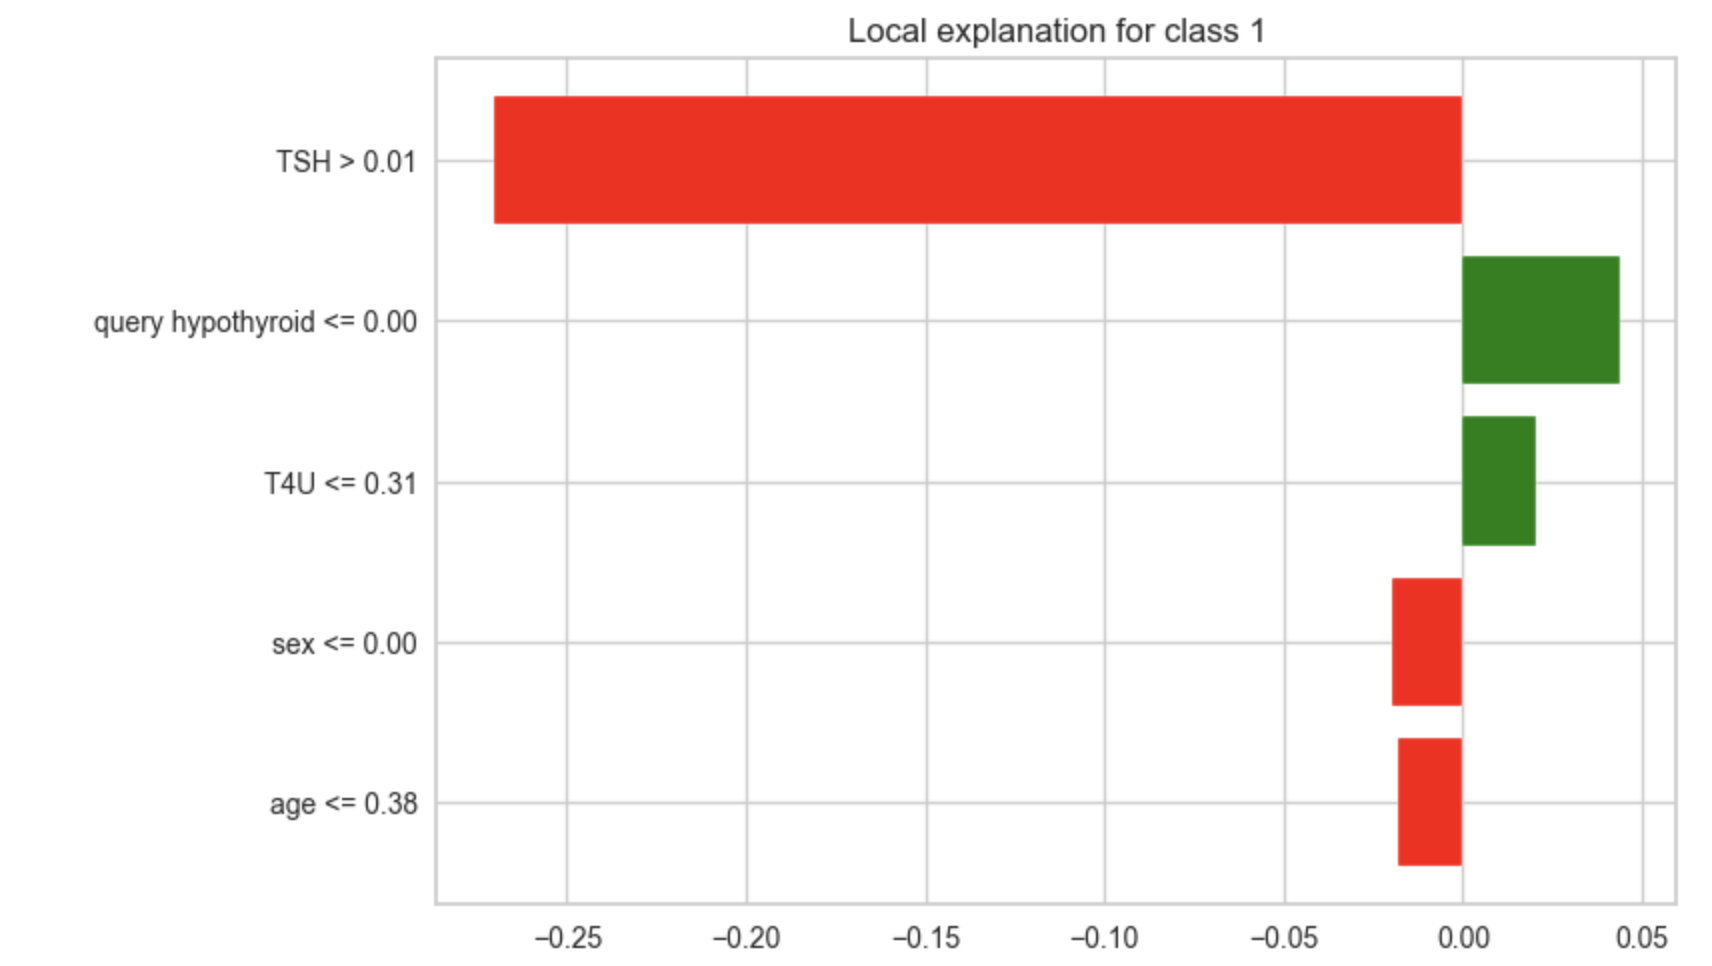 Local explanation for class 1
TSH > 0.01
query hypothyroid <= 0.00
T4U <= 0.31
sex <= 0.00
age <= 0.38
−0.25 −0.20 −0.15 −0.10 −0.05 0.00 0.05